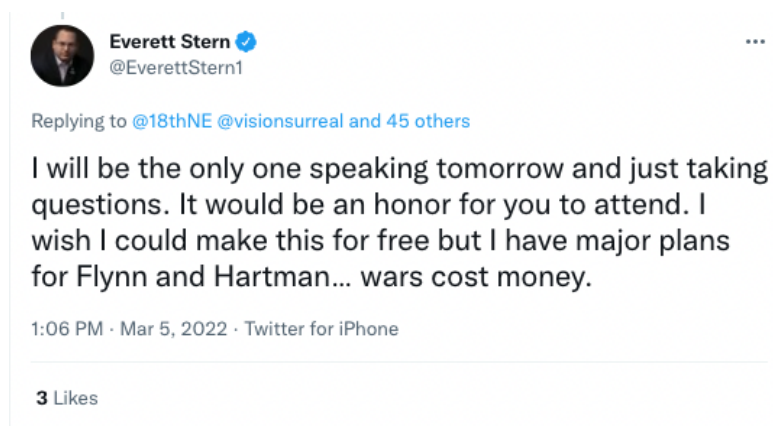 Everett Stern
@EverettStern1
Replying to @18thNE @visionsurreal and 45 others
I will be the only one speaking tomorrow and just taking
questions. It would be an honor for you to attend. I
wish I could make this for free but I have major plans
for Flynn and Hartman... wars cost money.
1:06 PM · Mar 5, 2022 · Twitter for iPhone
3 Likes